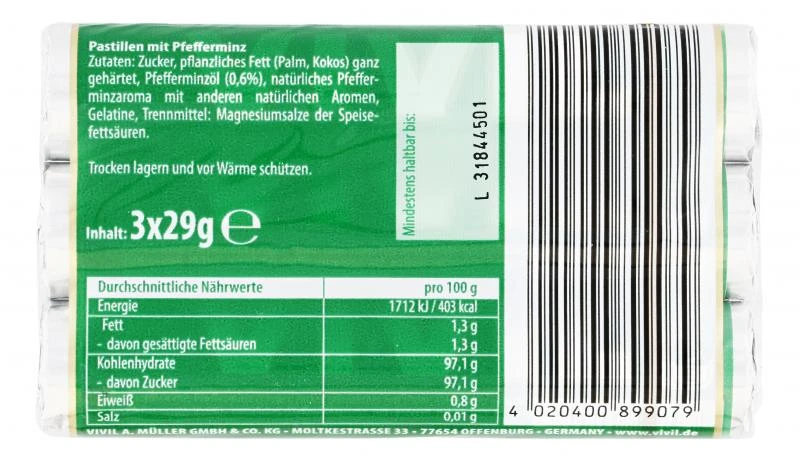 Pastillen mit Pfefferminz
Zutaten: Zucker, pflanzliches Fett (Palm, Kokos) ganz
gehärtet, Pfefferminzöl (0,6%), natürliches Pfeffer-
minzaroma mit anderen natürlichen Aromen,
Gelatine, Trennmittel: Magnesiumsalze der Speise-
fettsäuren.
Trocken lagern und vor Wärme schützen.
Inhalt: 3x29g ℮
Mindestens haltbar bis:
L 31844501
Durchschnittliche Nährwerte pro 100 g
Energie 1712 kJ / 403 kcal
Fett 1,3 g
- davon gesättigte Fettsäuren 1,3 g
Kohlenhydrate 97,1 g
- davon Zucker 97,1 g
Eiweiß 0,8 g
Salz 0,01 g
4 020400 899079
VIVIL A. MÜLLER GMBH & CO. KG - MOLTKESTRASSE 33 - 77654 OFFENBURG - GERMANY - www.vivil.de